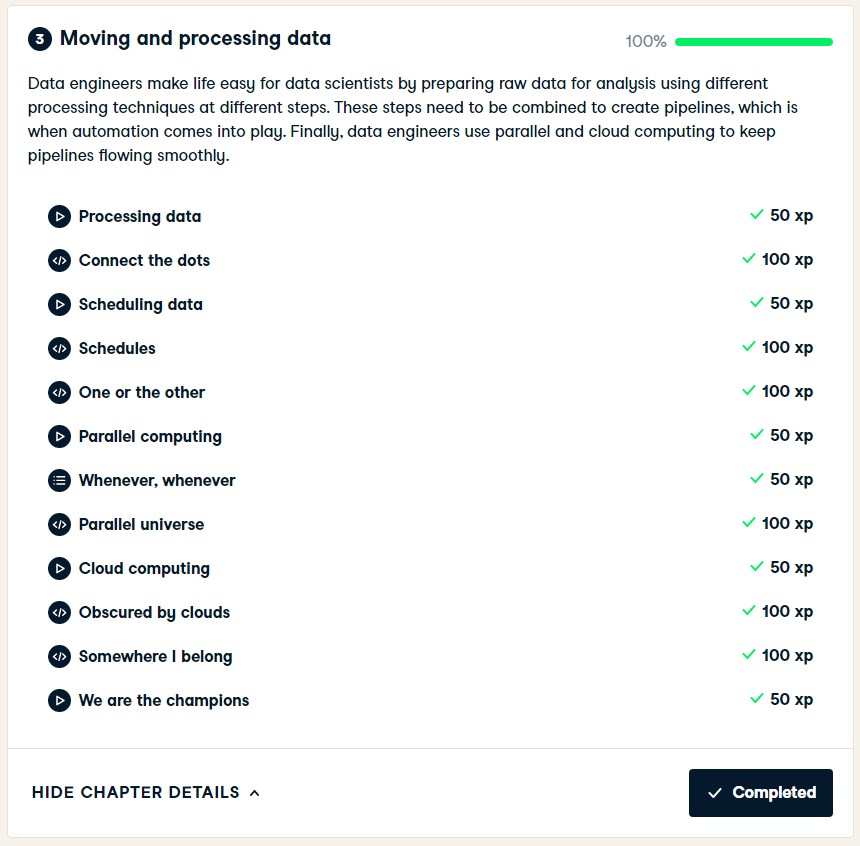 3 Moving and processing data 100%
Data engineers make life easy for data scientists by preparing raw data for analysis using different
processing techniques at different steps. These steps need to be combined to create pipelines, which is
when automation comes into play. Finally, data engineers use parallel and cloud computing to keep
pipelines flowing smoothly.
Processing data 50 xp
Connect the dots 100 xp
Scheduling data 50 xp
Schedules 100 xp
One or the other 100 xp
Parallel computing 50 xp
Whenever, whenever 50 xp
Parallel universe 100 xp
Cloud computing 50 xp
Obscured by clouds 100 xp
Somewhere I belong 100 xp
We are the champions 50 xp
HIDE CHAPTER DETAILS Completed